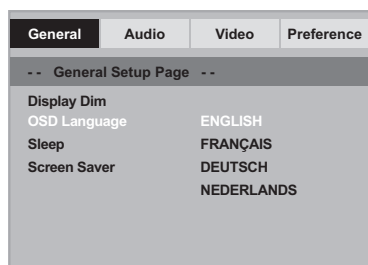 General Audio Video Preference
- - General Setup Page - -
Display Dim
OSD Language ENGLISH
Sleep FRANÇAIS
Screen Saver DEUTSCH
NEDERLANDS